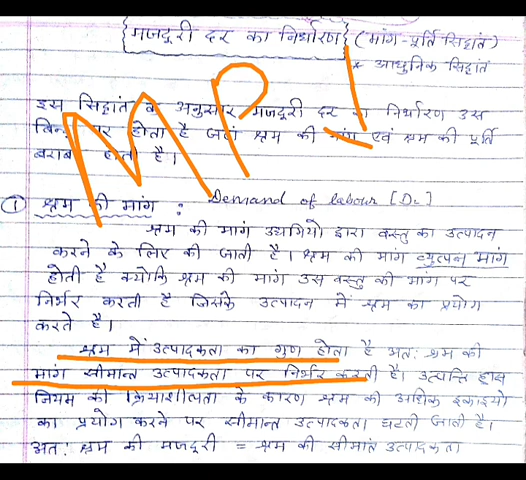 {मजदूरी दर का निर्धारण} (मांग-पूर्ति सिद्दांत)
* आधुनिक सिद्दांत
इस सिद्दांत के अनुसार मजदूरी दर का निर्धारण उस
बिन्दु पर होता है जहां श्रम की मांग एवं श्रम की पूर्ति
बराबर होती है।
① श्रम की मांग : Demand of labour [DL]
श्रम की मांग उद्यमियो द्वारा वस्तु का उत्पादन
करने के लिए की जाती है। श्रम की मांग व्युत्पन मांग
होती है क्योकि श्रम की मांग उस वस्तु की मांग पर
निर्भर करती है जिसके उत्पादन में श्रम का प्रयोग
करते है।
श्रम में उत्पादकता का गुण होता है अतः श्रम की
मांग सीमान्त उत्पादकता पर निर्भर करती है। उत्पत्ति ह्रास
नियम की क्रियाशीलता के कारण श्रम की अधिक इकाइयो
का प्रयोग करने पर सीमान्त उत्पादकता घटती जाती है।
अतः श्रम की मजदूरी = श्रम की सीमांत उत्पादकता